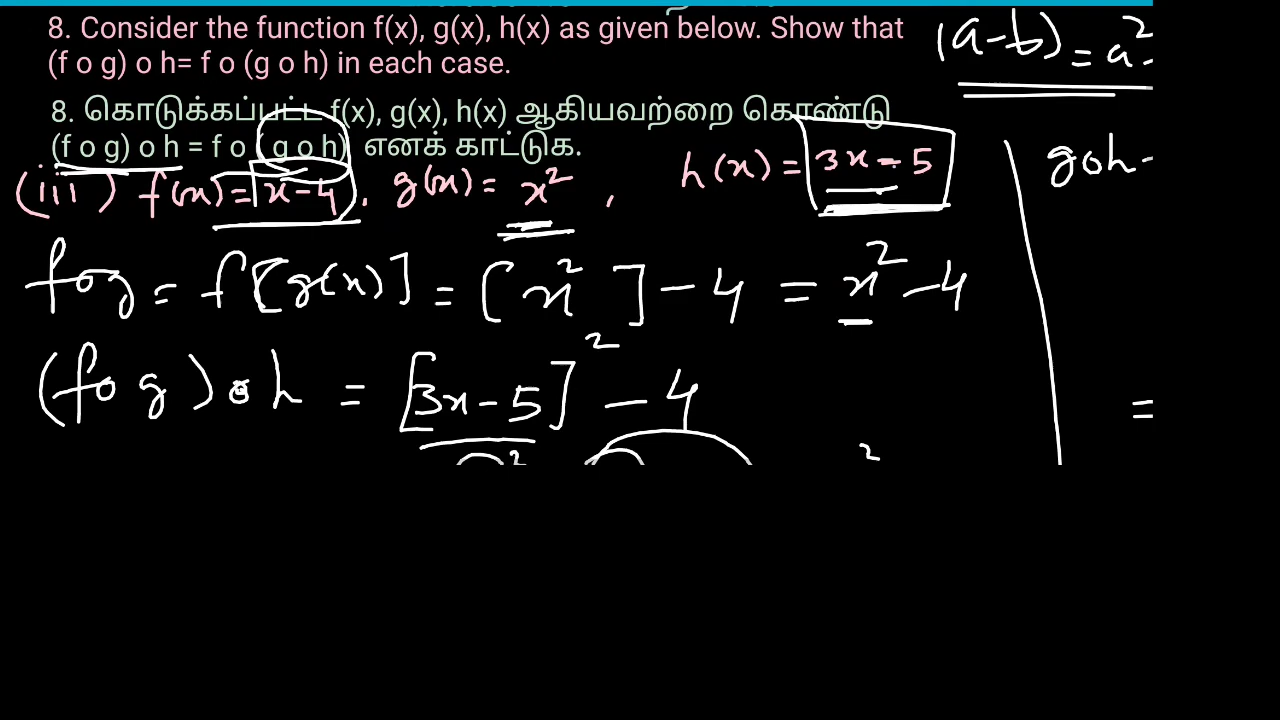 8. Consider the function f(x), g(x), h(x) as given below. Show that
(f o g) o h= f o (g o h) in each case.
(a-b) = a²
8. கொடுக்கப்பட்ட f(x), g(x), h(x) ஆகியவற்றை கொண்டு
(f o g) o h = f o (g o h) எனக் காட்டுக.
(iii) f(x) = x-4, g(x) = x², h(x) = 3x-5
goh-
fog = f[g(x)] = [x²] - 4 = x² - 4
(fog) o h = [3x-5]² - 4
=
2 2